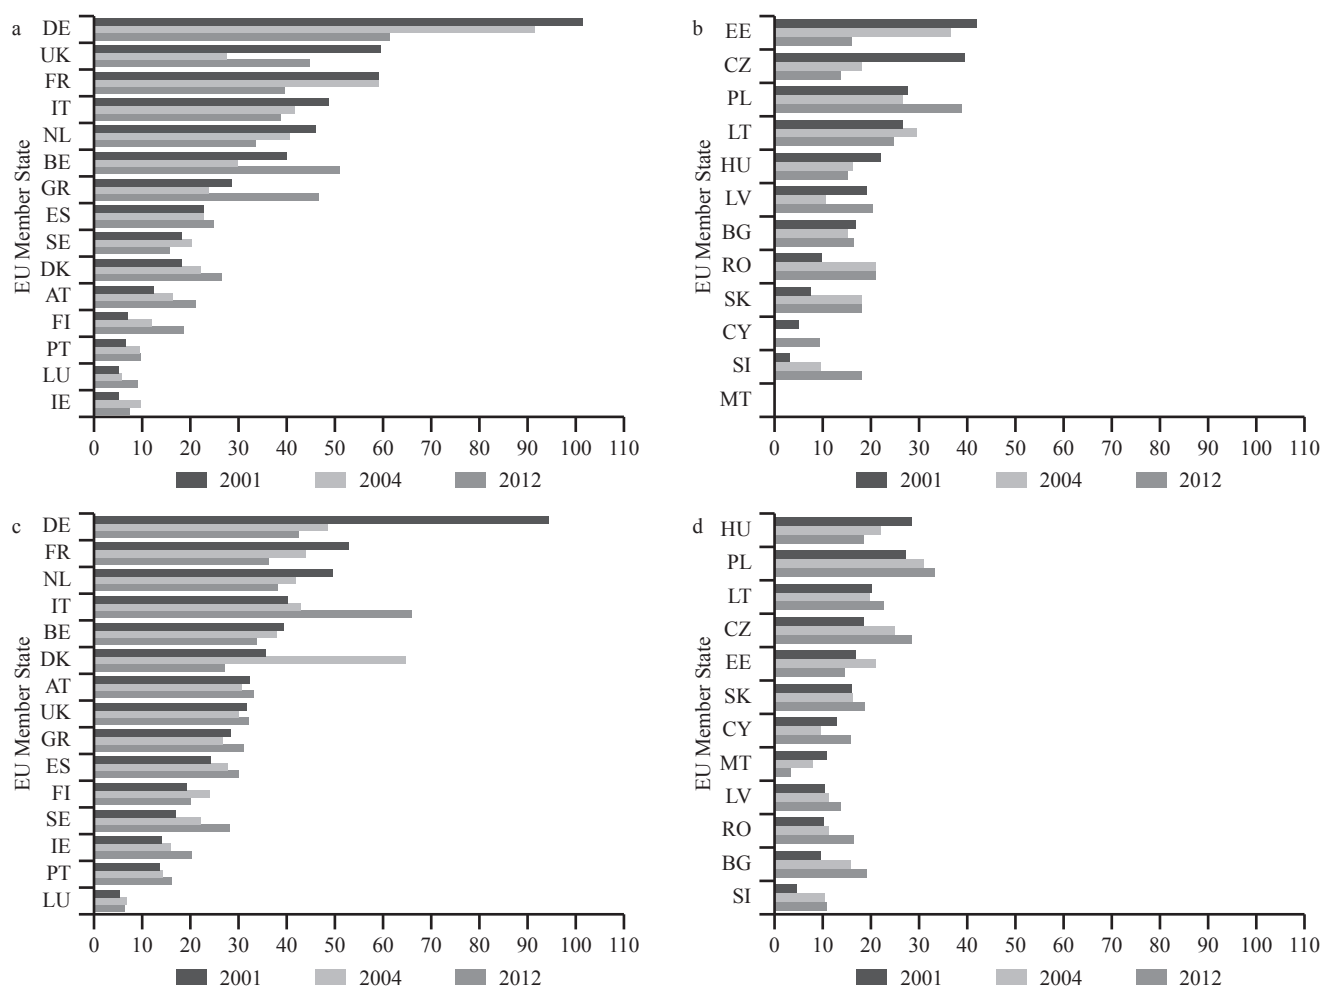 a
EU Member State
DE
UK
FR
IT
NL
BE
GR
ES
SE
DK
AT
FI
PT
LU
IE
0 10 20 30 40 50 60 70 80 90 100 110
2001 2004 2012
b
EU Member State
EE
CZ
PL
LT
HU
LV
BG
RO
SK
CY
SI
MT
0 10 20 30 40 50 60 70 80 90 100 110
2001 2004 2012
c
EU Member State
DE
FR
NL
IT
BE
DK
AT
UK
GR
ES
FI
SE
IE
PT
LU
0 10 20 30 40 50 60 70 80 90 100 110
2001 2004 2012
d
EU Member State
HU
PL
LT
CZ
EE
SK
CY
MT
LV
RO
BG
SI
0 10 20 30 40 50 60 70 80 90 100 110
2001 2004 2012